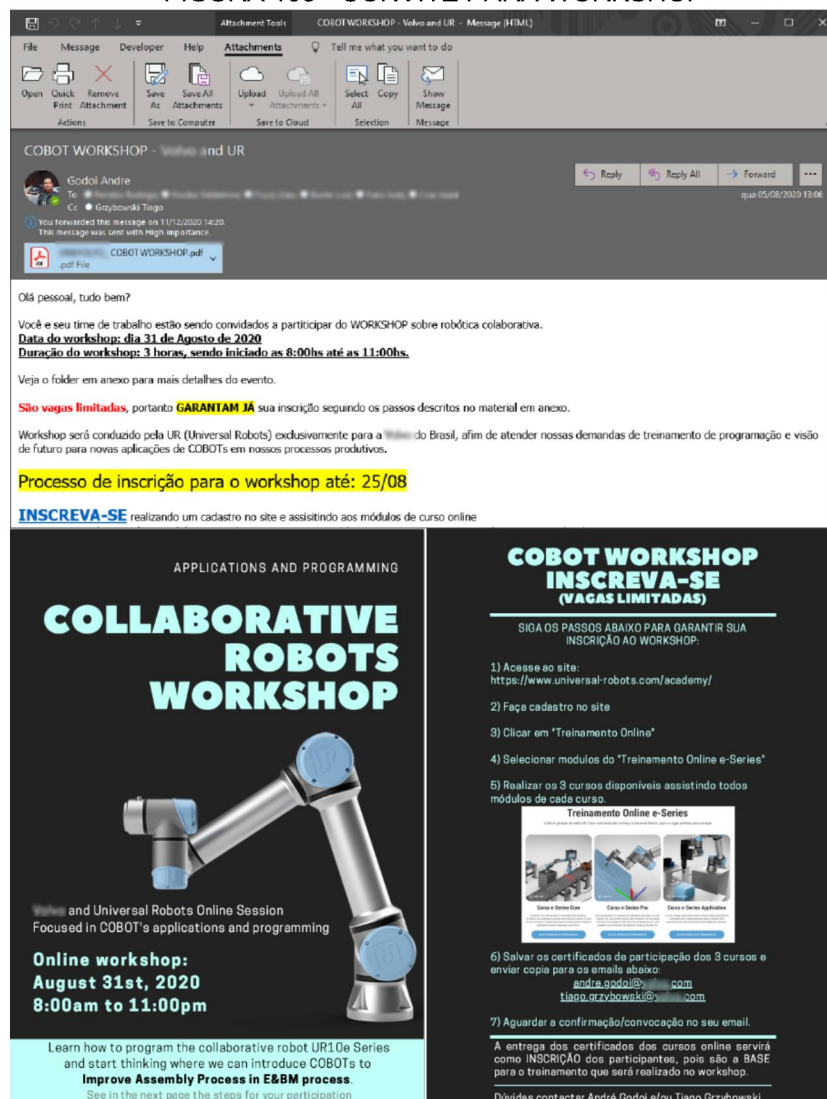 Attachment Tools
COBOT WORKSHOP - Volvo and UR - Message (HTML)
File Message Developer Help Attachments Tell me what you want to do
Open
Quick Print
Remove Attachment
Save As
Save All Attachments
Upload
Upload All Attachments
Select All
Copy
Show Message
Actions
Save to Computer
Save to Cloud
Selection
Message
COBOT WORKSHOP - and UR
Reply Reply All Forward
Godoi Andre
To
Cc Grzybowski Tiago
qua 05/08/2020 13:06
You forwarded this message on 11/12/2020 14:20.
This message was sent with High importance.
COBOT WORKSHOP.pdf
.pdf File
Olá pessoal, tudo bem?
Você e seu time de trabalho estão sendo convidados a partiticipar do WORKSHOP sobre robótica colaborativa.
Data do workshop: dia 31 de Agosto de 2020
Duração do workshop: 3 horas, sendo iniciado as 8:00hs até as 11:00hs.
Veja o folder em anexo para mais detalhes do evento.
São vagas limitadas, portanto GARANTAM JÁ sua inscrição seguindo os passos descritos no material em anexo.
Workshop será conduzido pela UR (Universal Robots) exclusivamente para a do Brasil, afim de atender nossas demandas de treinamento de programação e visão
de futuro para novas aplicações de COBOTs em nossos processos produtivos.
Processo de inscrição para o workshop até: 25/08
INSCREVA-SE realizando um cadastro no site e assisitindo aos módulos de curso online
APPLICATIONS AND PROGRAMMING
COLLABORATIVE
ROBOTS
WORKSHOP
and Universal Robots Online Session
Focused in COBOT's applications and programming
Online workshop:
August 31st, 2020
8:00am to 11:00pm
Learn how to program the collaborative robot UR10e Series
and start thinking where we can introduce COBOTs to
Improve Assembly Process in E&BM process.
See in the next page the steps for your participation
COBOT WORKSHOP
INSCREVA-SE
(VAGAS LIMITADAS)
SIGA OS PASSOS ABAIXO PARA GARANTIR SUA
INSCRIÇÃO AO WORKSHOP:
1) Acesse ao site:
https://www.universal-robots.com/academy/
2) Faça cadastro no site
3) Clicar em "Treinamento Online"
4) Selecionar modulos do "Treinamento Online e-Series"
5) Realizar os 3 cursos disponíveis assistindo todos
módulos de cada curso.
Treinamento Online e-Series
Curso e-Series Core
Curso e-Series Pro
Curso e-Series Application
6) Salvar os certificados de participação dos 3 cursos e
enviar copia para os emails abaixo:
andre.godoi@ .com
tiago.grzybowski@ .com
7) Aguardar a confirmação/convocação no seu email.
A entrega dos certificados dos cursos online servirá
como INSCRIÇÃO dos participantes, pois são a BASE
para o treinamento que será realizado no workshop.
Dúvidas contactar André Godoi e/ou Tiago Grzybowski